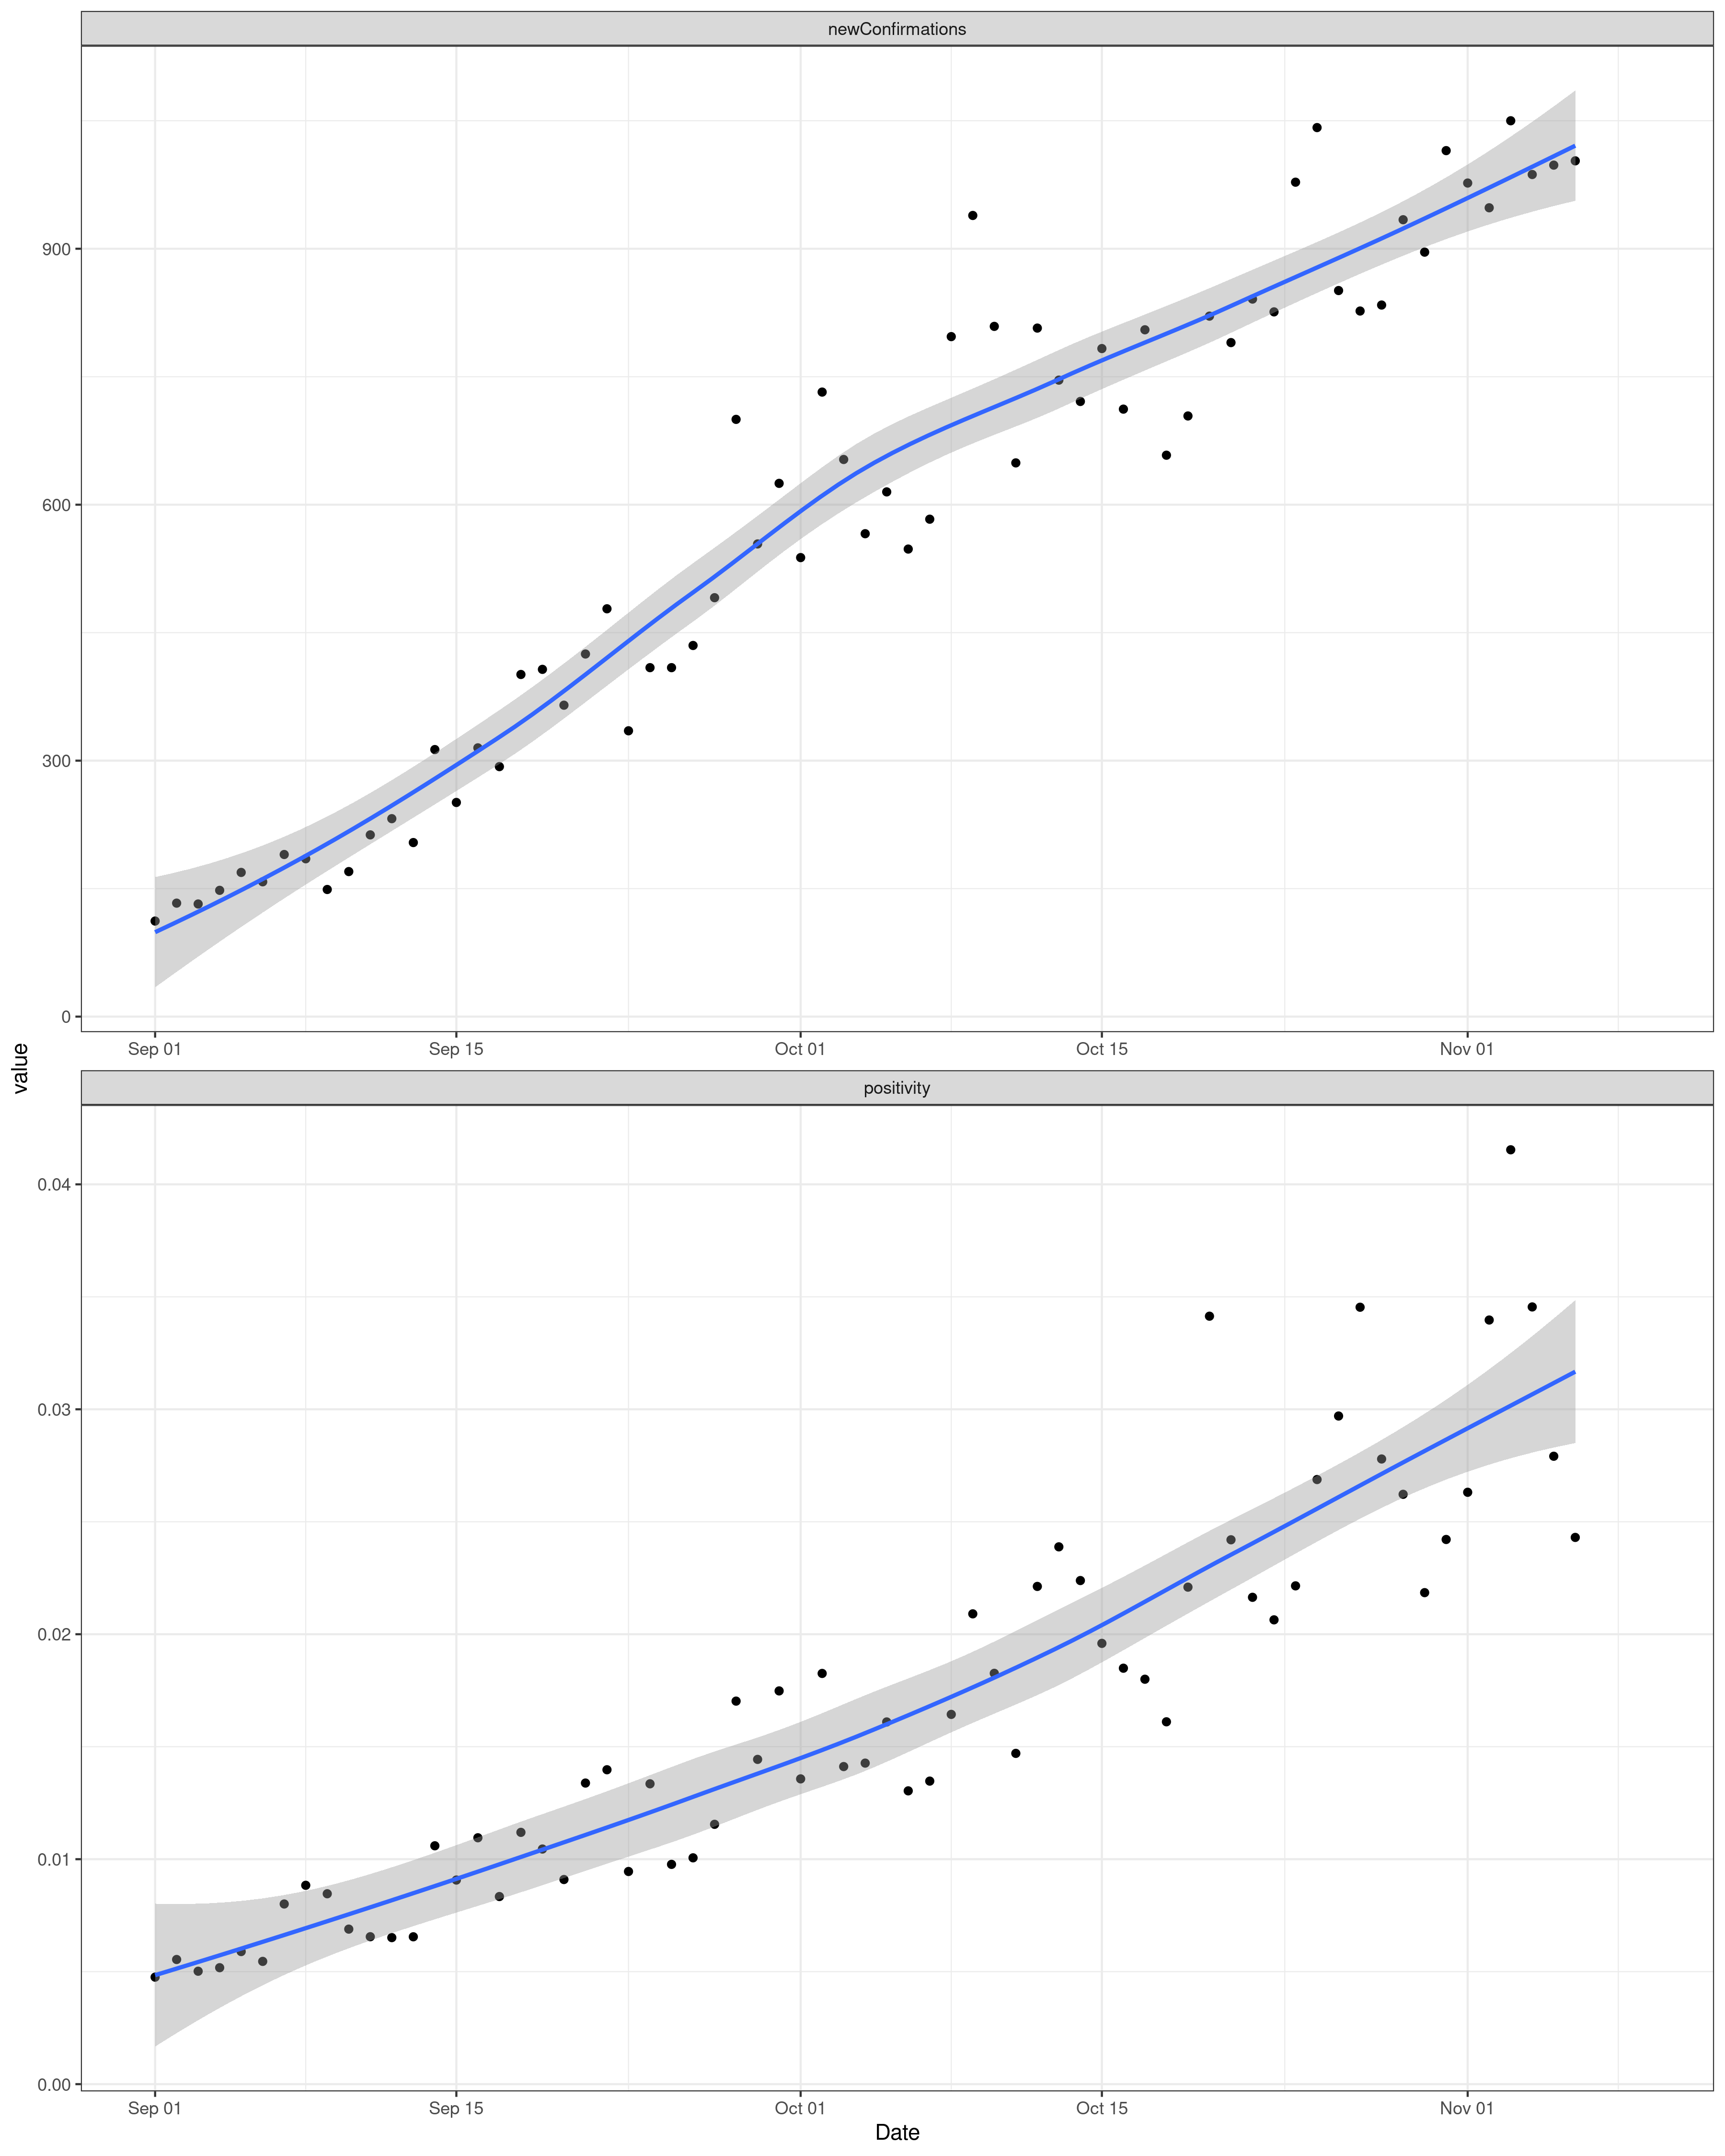 newConfirmations
900
600
300
0
Sep 01 Sep 15 Oct 01 Oct 15 Nov 01
value
positivity
0.04
0.03
0.02
0.01
0.00
Sep 01 Sep 15 Oct 01 Oct 15 Nov 01
Date